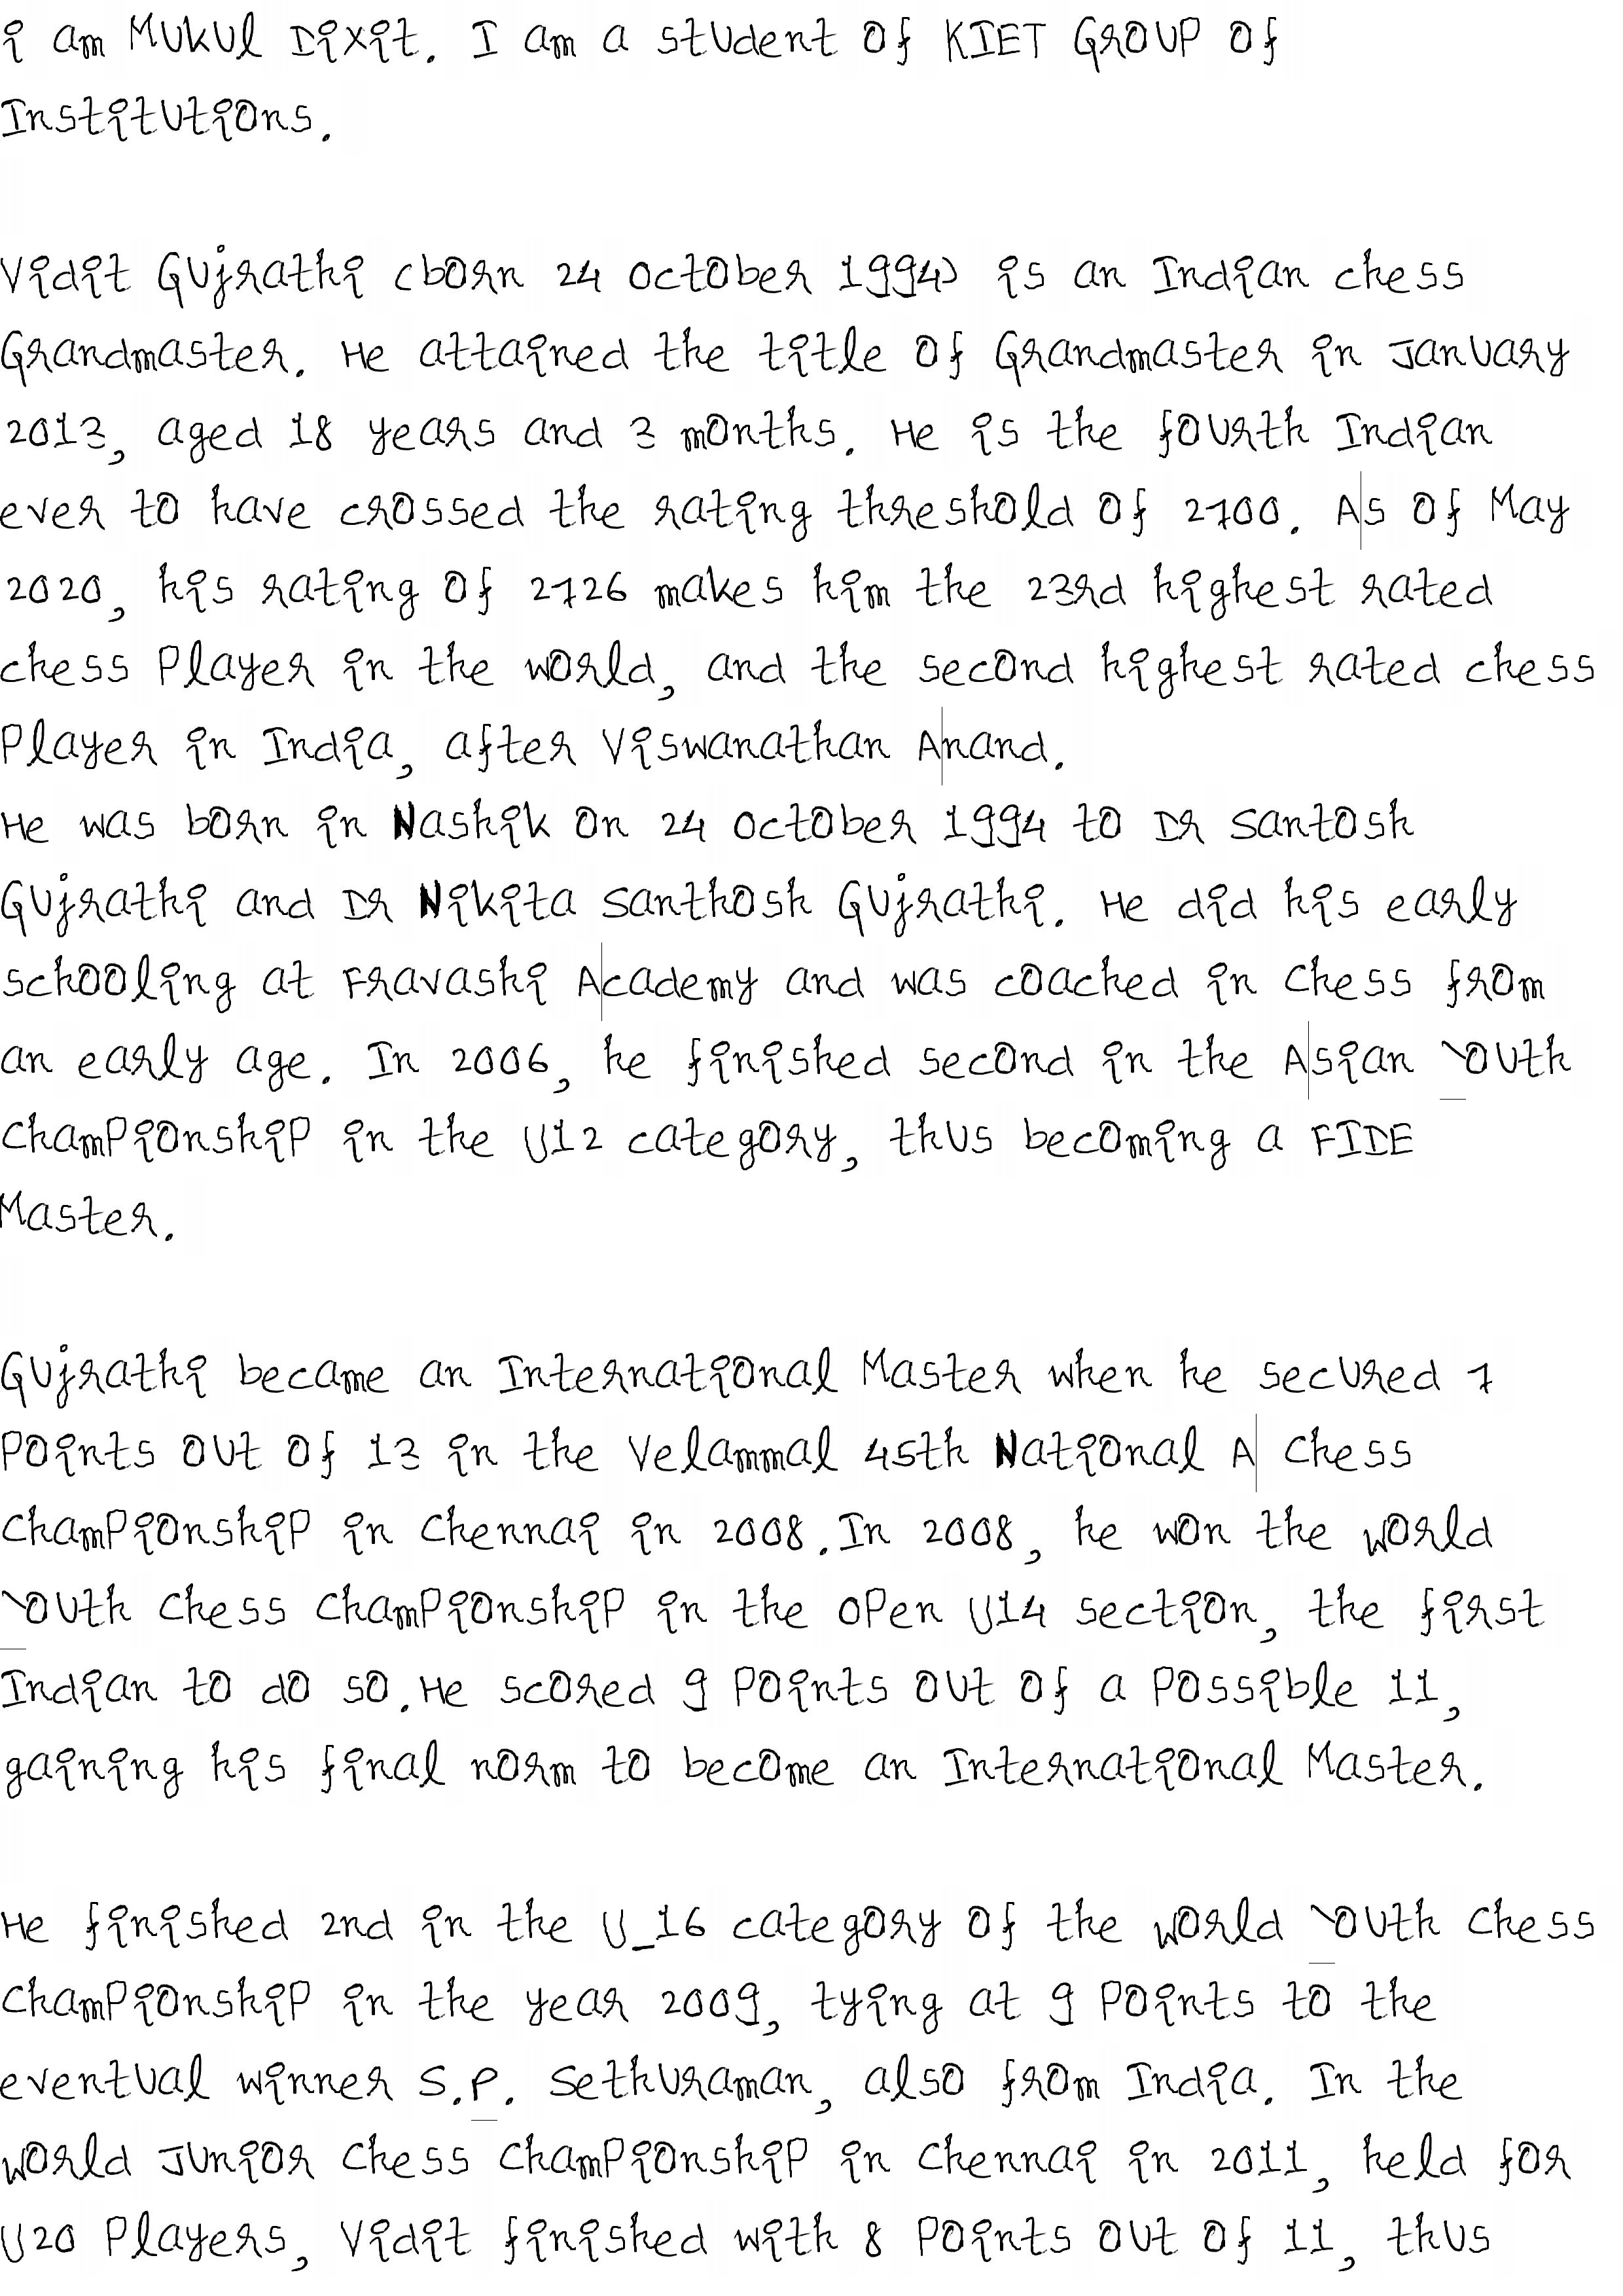 i am Mukul Dixit. I am a student of KIET GROUP of
Institutions.
Vidit Gujrathi (born 24 October 1994) is an Indian chess
Grandmaster. He attained the title of Grandmaster in January
2013, aged 18 years and 3 months. He is the fourth Indian
ever to have crossed the rating threshold of 2700. As of May
2020, his rating of 2726 makes him the 23rd highest rated
chess player in the world, and the second highest rated chess
player in India, after Viswanathan Anand.
He was born in Nashik on 24 October 1994 to Dr Santosh
Gujrathi and Dr Nikita Santhosh Gujrathi. He did his early
schooling at Fravashi Academy and was coached in Chess from
an early age. In 2006, he finished second in the Asian Youth
Championship in the U12 category, thus becoming a FIDE
Master.
Gujrathi became an International Master when he secured 7
points out of 13 in the Velammal 45th National A Chess
Championship in Chennai in 2008.In 2008, he won the World
Youth Chess Championship in the Open U14 section, the first
Indian to do so.He scored 9 points out of a possible 11,
gaining his final norm to become an International Master.
He finished 2nd in the U_16 category of the World Youth Chess
Championship in the year 2009, tying at 9 points to the
eventual winner S.P. Sethuraman, also from India. In the
World Junior Chess Championship in Chennai in 2011, held for
U20 players, Vidit finished with 8 points out of 11, thus